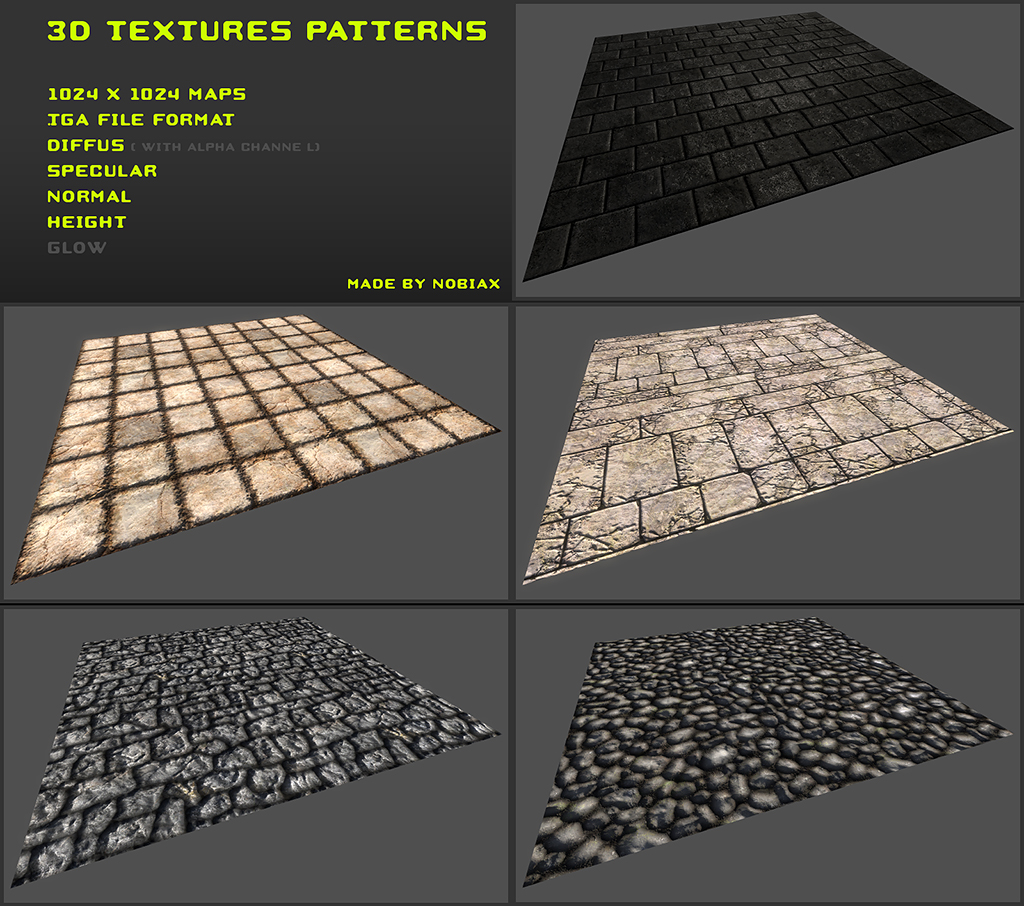 3D TEXTURES PATTERNS
1024 X 1024 MAPS
TGA FILE FORMAT
DIFFUS ( WITH ALPHA CHANNE L)
SPECULAR
NORMAL
HEIGHT
GLOW
MADE BY NOBIAX